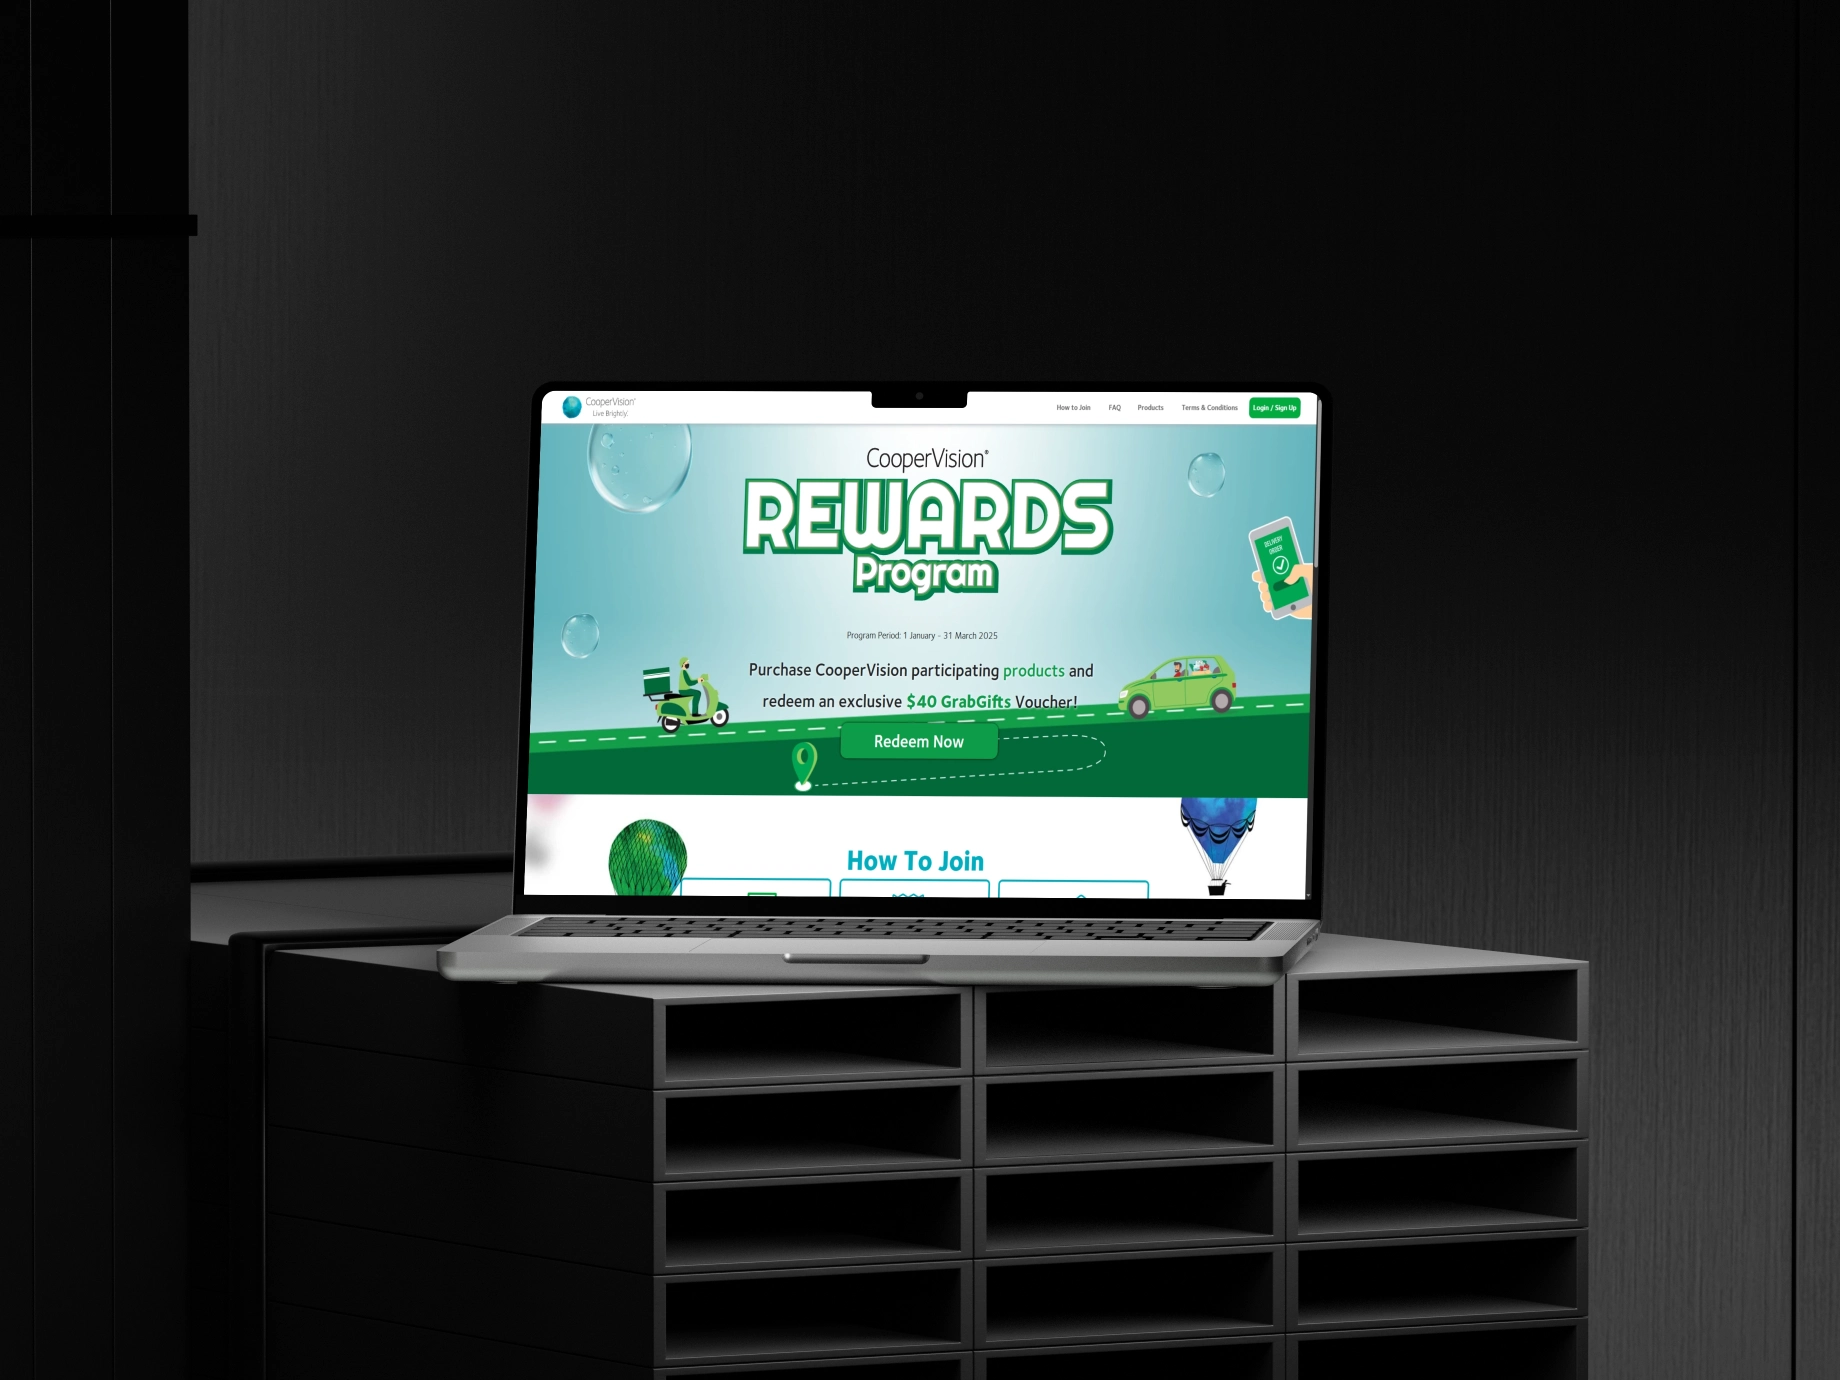 CooperVision®
Live Brightly.
How to Join
FAQ
Products
Terms & Conditions
Login / Sign Up
CooperVision®
REWARDS
Program
DELIVERY
ORDER
Program Period: 1 January - 31 March 2025
Purchase CooperVision participating products and
redeem an exclusive $40 GrabGifts Voucher!
Redeem Now
How To Join